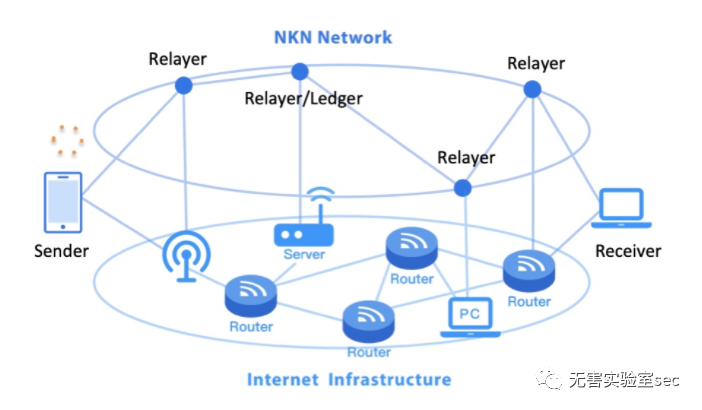 NKN Network
Relayer
Relayer
Relayer/Ledger
Relayer
Sender
Server
Receiver
Router
Router
Router
PC
Router
Internet Infrastructure
无害实验室sec